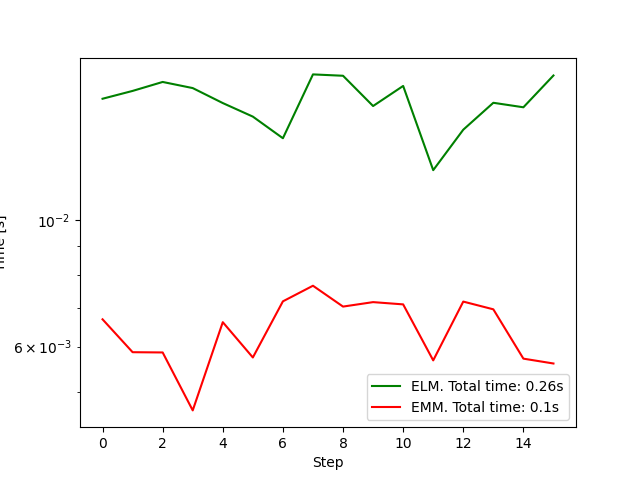 10⁻²
6 × 10⁻³
0 2 4 6 8 10 12 14
Step
[s]
ELM. Total time: 0.26s
EMM. Total time: 0.1s